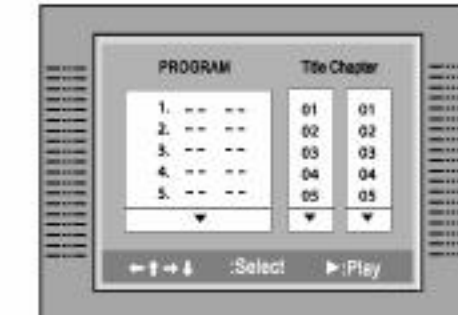 PROGRAM Title Chapter
1. -- -- 01 01
2. -- -- 02 02
3. -- -- 03 03
4. -- -- 04 04
5. -- -- 05 05
▼ ▼ ▼
←↑→↓ :Select ▶:Play